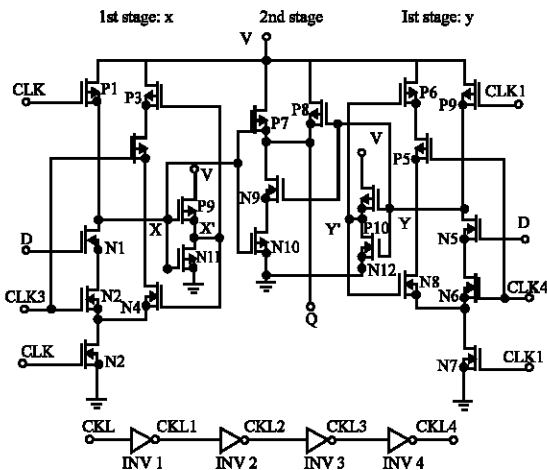 1st stage: x
2nd stage
Ist stage: y
V
CLK
P1
P3
P7
P8
P6
P9
CLK1
P5
V
V
P9
N9
P10
X
X'
Y'
Y
D
N1
N11
N10
N12
N5
D
CLK3
N2
N4
N8
N6
CLK4
Q
CLK
N2
N7
CLK1
CKL
CKL1
CKL2
CKL3
CKL4
INV 1
INV 2
INV 3
INV 4